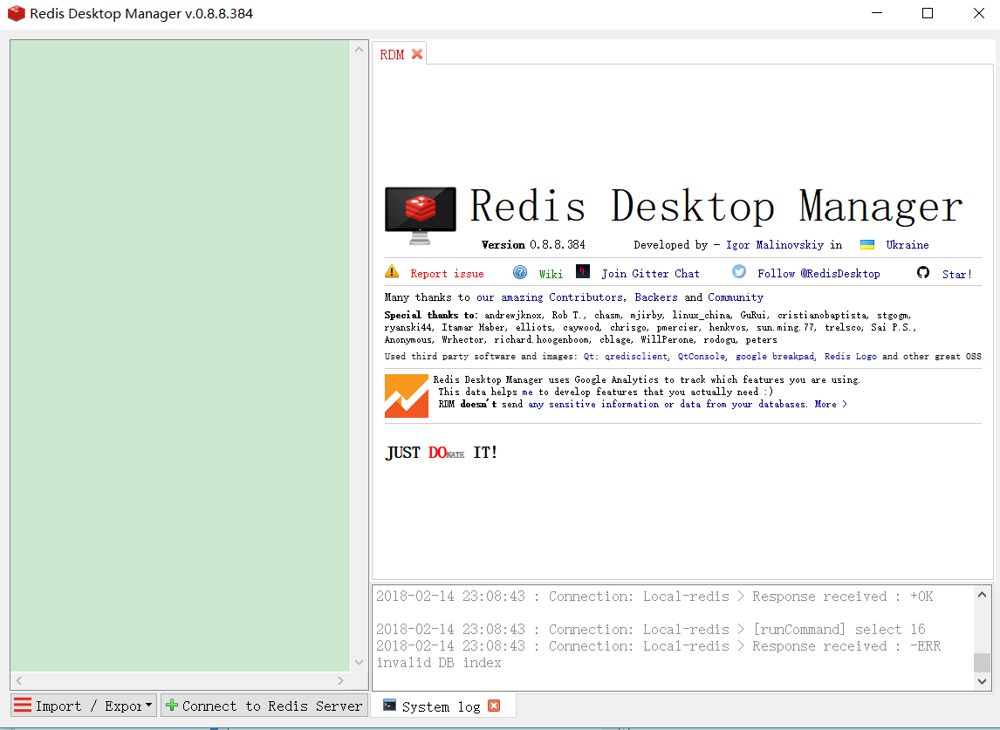 Redis Desktop Manager v.0.8.8.384
RDM
Redis Desktop Manager
Version 0.8.8.384 Developed by - Igor Malinovskiy in Ukraine
Report issue Wiki Join Gitter Chat Follow @RedisDesktop Star!
Many thanks to our amazing Contributors, Backers and Community
Special thanks to: andrewjknox, Rob T., chasm, mjirby, linux_china, GuRui, cristianobaptista, stgogm,
ryanski44, Itamar Haber, elliots, caywood, chrisgo, pmercier, henkvos, sun.ming.77, trelsco, Sai P.S.,
Anonymous, Wrhector, richard.hoogenboom, cblage, WillPerone, rodogu, peters
Used third party software and images: Qt; qredisclient, QtConsole, google breakpad, Redis Logo and other great OSS
Redis Desktop Manager uses Google Analytics to track which features you are using.
This data helps me to develop features that you actually need :)
RDM doesn't send any sensitive information or data from your databases. More >
JUST DONATE IT!
2018-02-14 23:08:43 : Connection: Local-redis > Response received : +OK
2018-02-14 23:08:43 : Connection: Local-redis > [runCommand] select 16
2018-02-14 23:08:43 : Connection: Local-redis > Response received : -ERR
invalid DB index
Import / Expor Connect to Redis Server System log